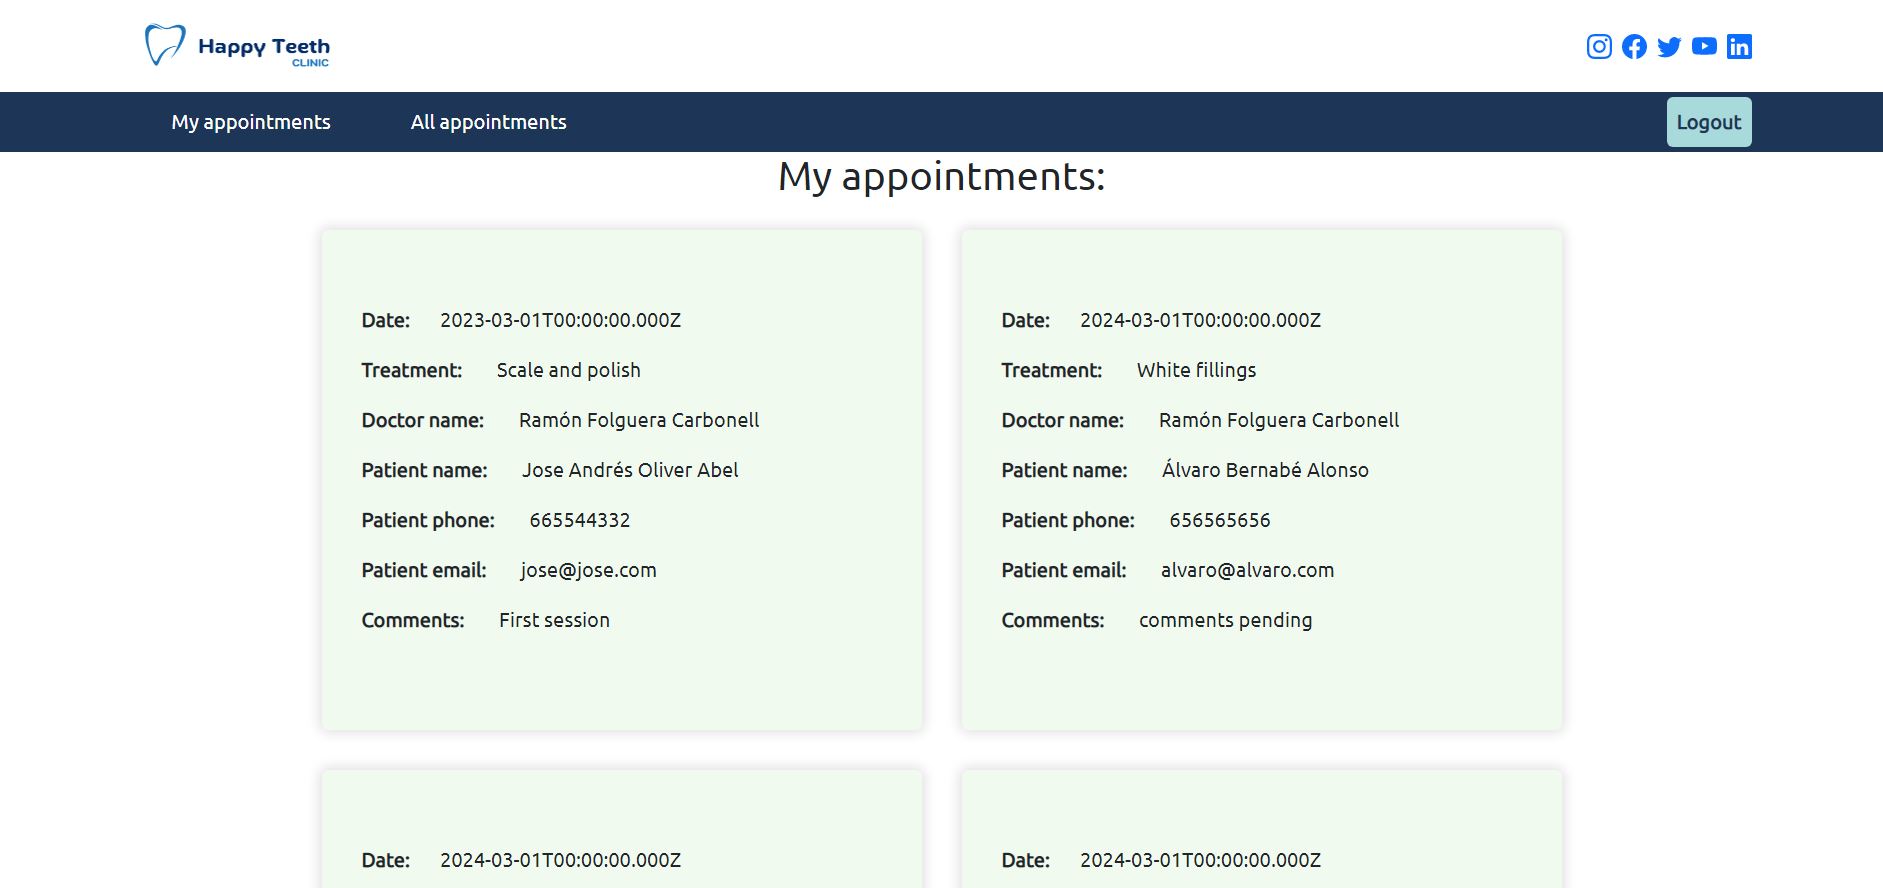 Happy Teeth
CLINIC
My appointments
All appointments
Logout
My appointments:
Date: 2023-03-01T00:00:00.000Z
Treatment: Scale and polish
Doctor name: Ramón Folguera Carbonell
Patient name: Jose Andrés Oliver Abel
Patient phone: 665544332
Patient email: jose@jose.com
Comments: First session
Date: 2024-03-01T00:00:00.000Z
Treatment: White fillings
Doctor name: Ramón Folguera Carbonell
Patient name: Álvaro Bernabé Alonso
Patient phone: 656565656
Patient email: alvaro@alvaro.com
Comments: comments pending
Date: 2024-03-01T00:00:00.000Z
Date: 2024-03-01T00:00:00.000Z